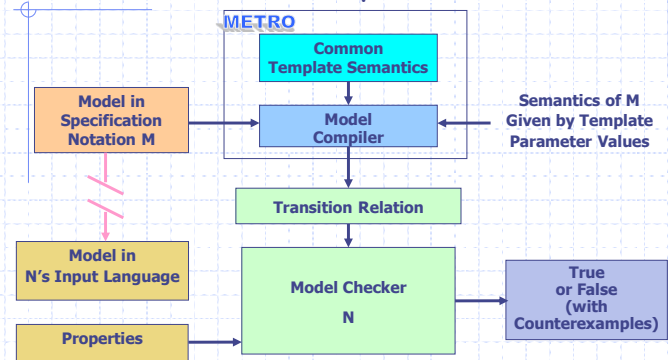 METRO
Common
Template Semantics
Model in
Specification
Notation M
Model
Compiler
Semantics of M
Given by Template
Parameter Values
Transition Relation
Model in
N's Input Language
Model Checker
N
True
or False
(with
Counterexamples)
Properties